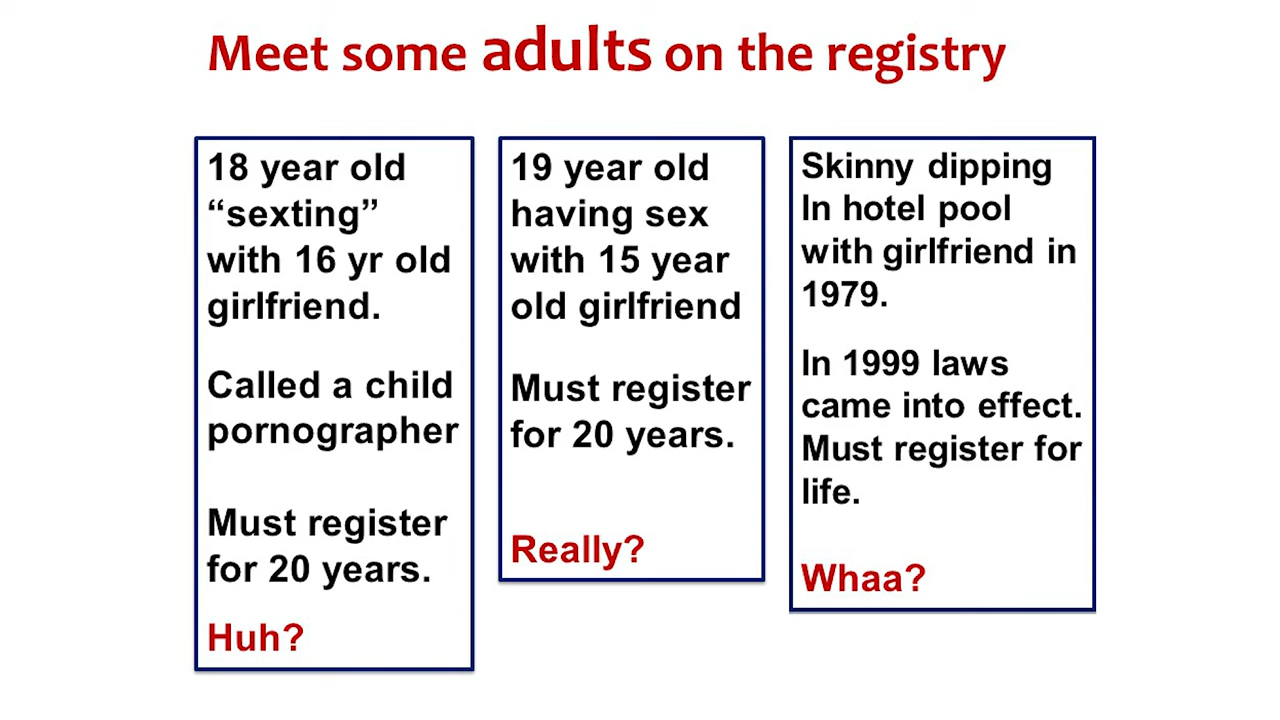 Meet some adults on the registry
18 year old
“sexting”
with 16 yr old
girlfriend.
Called a child
pornographer
Must register
for 20 years.
Huh?
19 year old
having sex
with 15 year
old girlfriend
Must register
for 20 years.
Really?
Skinny dipping
In hotel pool
with girlfriend in
1979.
In 1999 laws
came into effect.
Must register for
life.
Whaa?